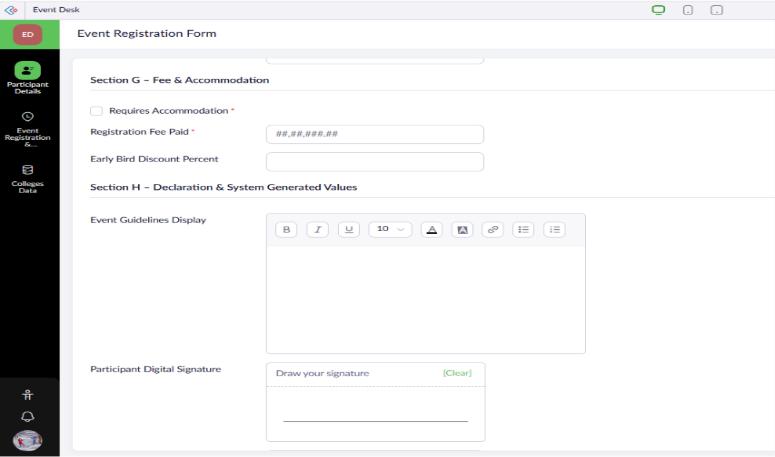 Event Desk
ED
Event Registration Form
Participant
Details
Event
Registration
&...
Colleges
Data
Section G – Fee & Accommodation
Requires Accommodation *
Registration Fee Paid *
##,##,###.##
Early Bird Discount Percent
Section H – Declaration & System Generated Values
Event Guidelines Display
B I U 10 A A
Participant Digital Signature
Draw your signature [Clear]